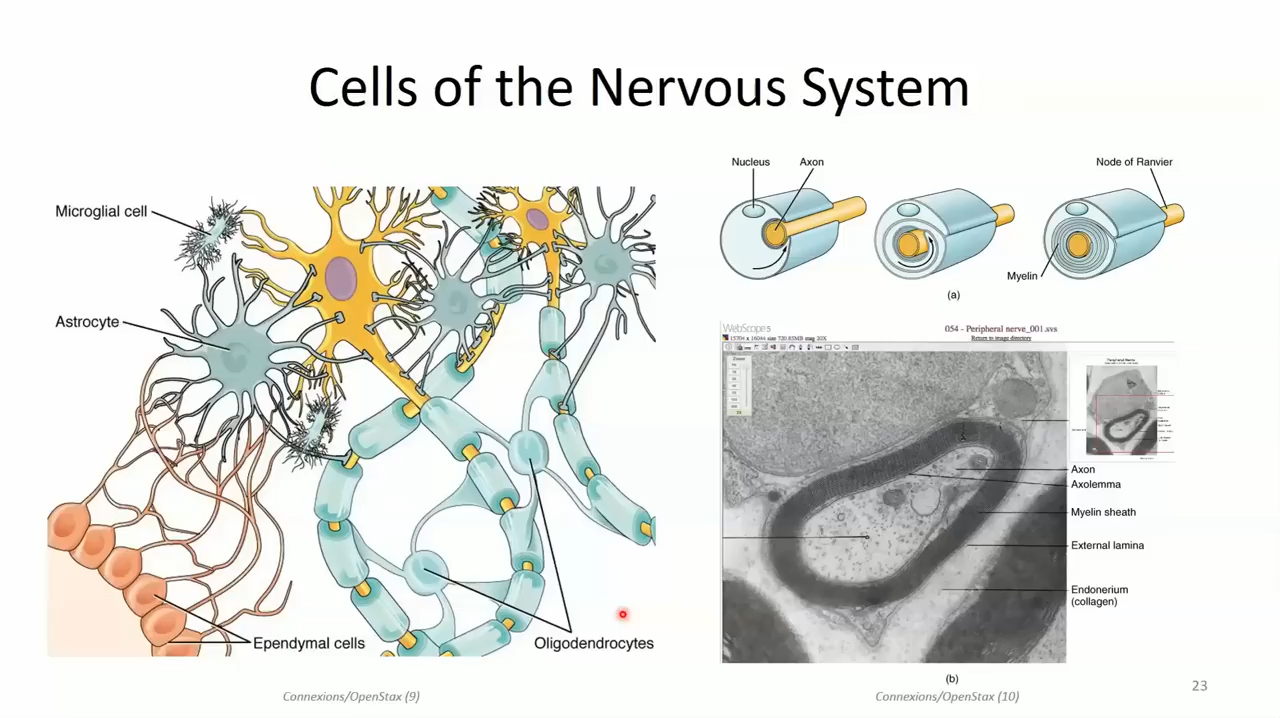 Cells of the Nervous System
Microglial cell
Astrocyte
Ependymal cells
Oligodendrocytes
Connexions/OpenStax (9)
Nucleus
Axon
Node of Ranvier
Myelin
(a)
WebScope5
054 - Peripheral nerve_001.svs
Return to image directory
Axon
Axolemma
Myelin sheath
External lamina
Endonerium
(collagen)
(b)
Connexions/OpenStax (10)
23